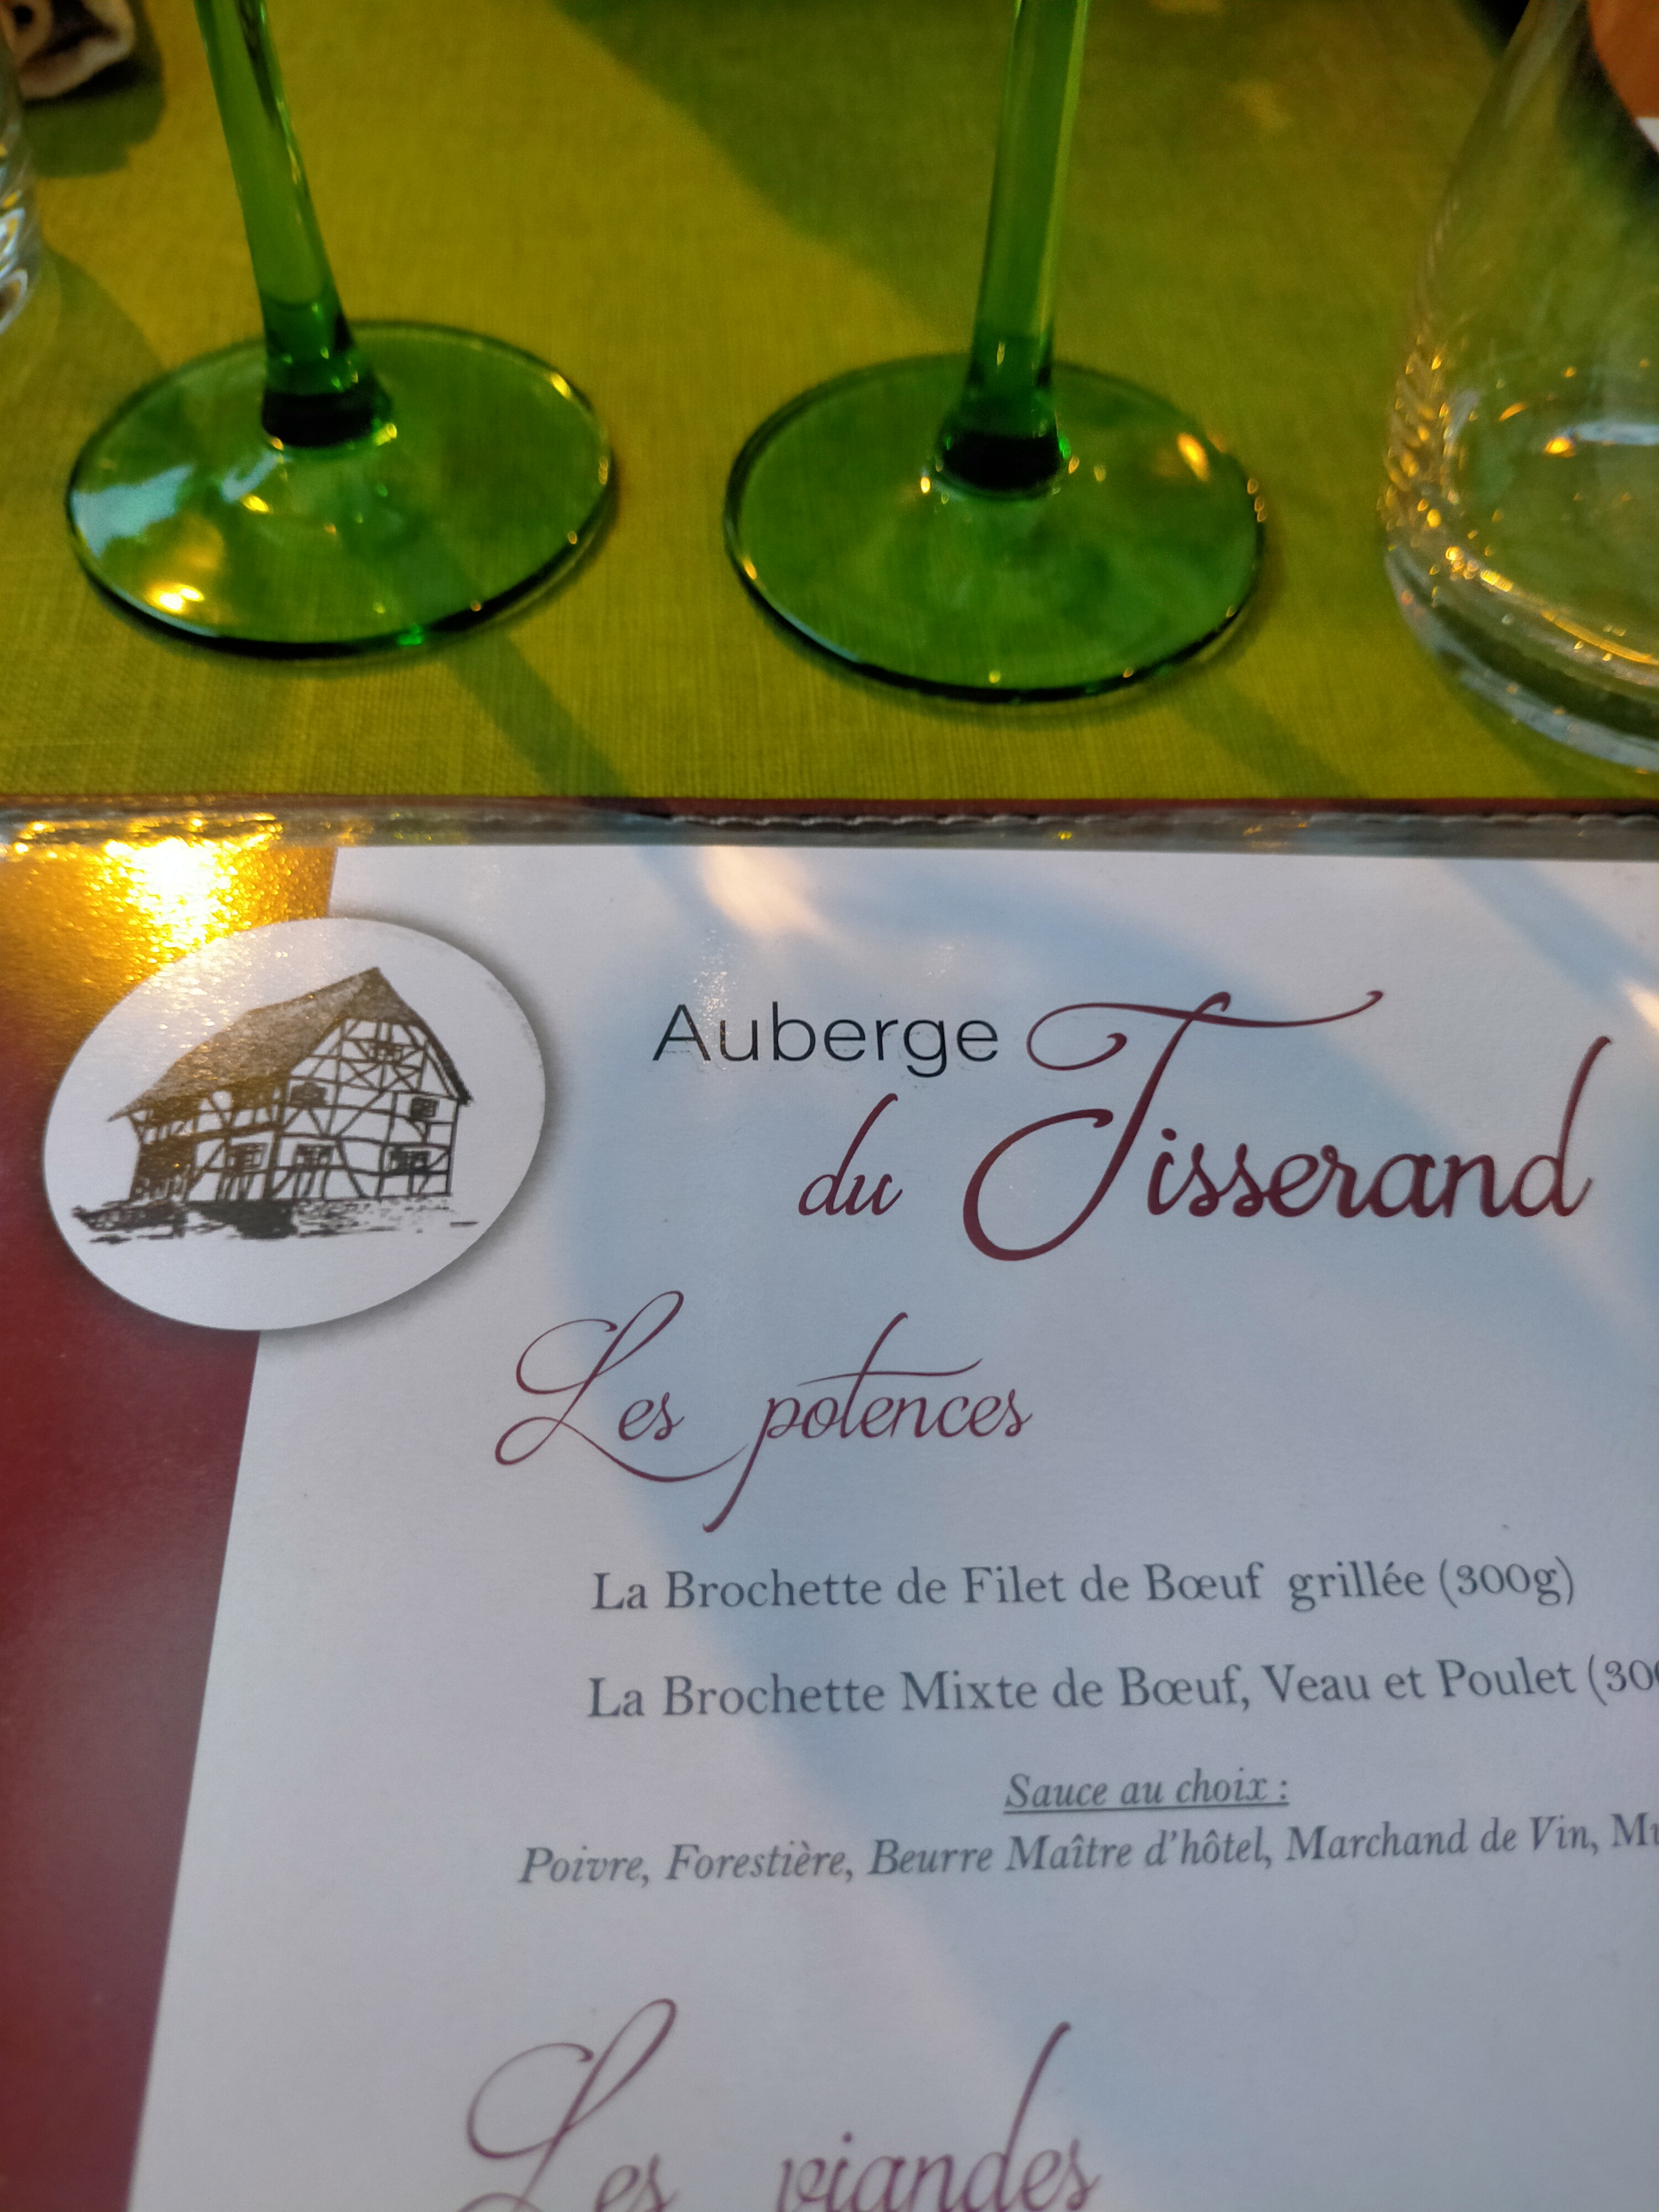 Auberge
du Tisserand
Les potences
La Brochette de Filet de Bœuf grillée (300g)
La Brochette Mixte de Bœuf, Veau et Poulet
Sauce au choix :
Poivre, Forestière, Beurre Maître d'hôtel, Marchand de Vin,
Les viandes